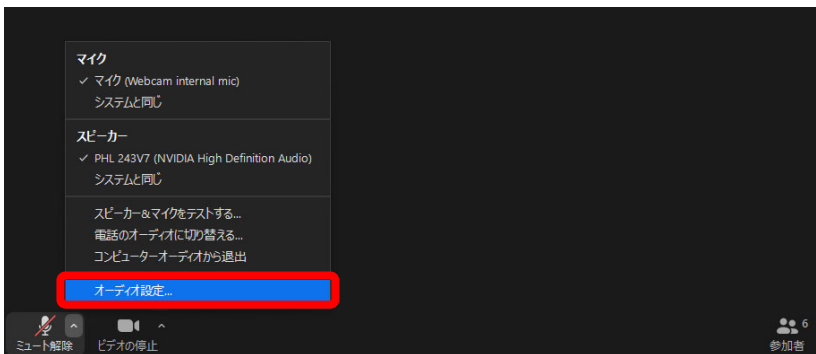 マイク
✓ マイク (Webcam internal mic)
システムと同じ
スピーカー
✓ PHL 243V7 (NVIDIA High Definition Audio)
システムと同じ
スピーカー&マイクをテストする...
電話のオーディオに切り替える...
コンピューターオーディオから退出
オーディオ設定...
ミュート解除
ビデオの停止
6
参加者